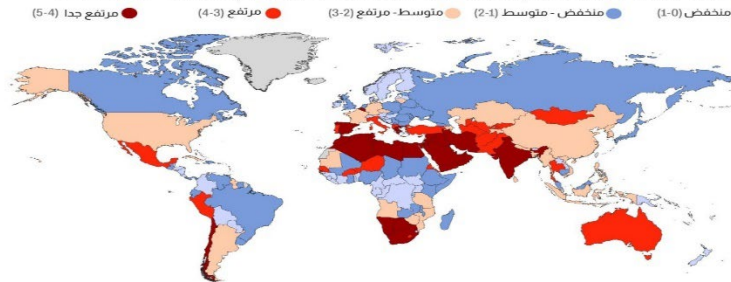 منخفض (0-1) منخفض - متوسط (1-2) متوسط- مرتفع (2-3) مرتفع (3-4) مرتفع جدا (4-5)